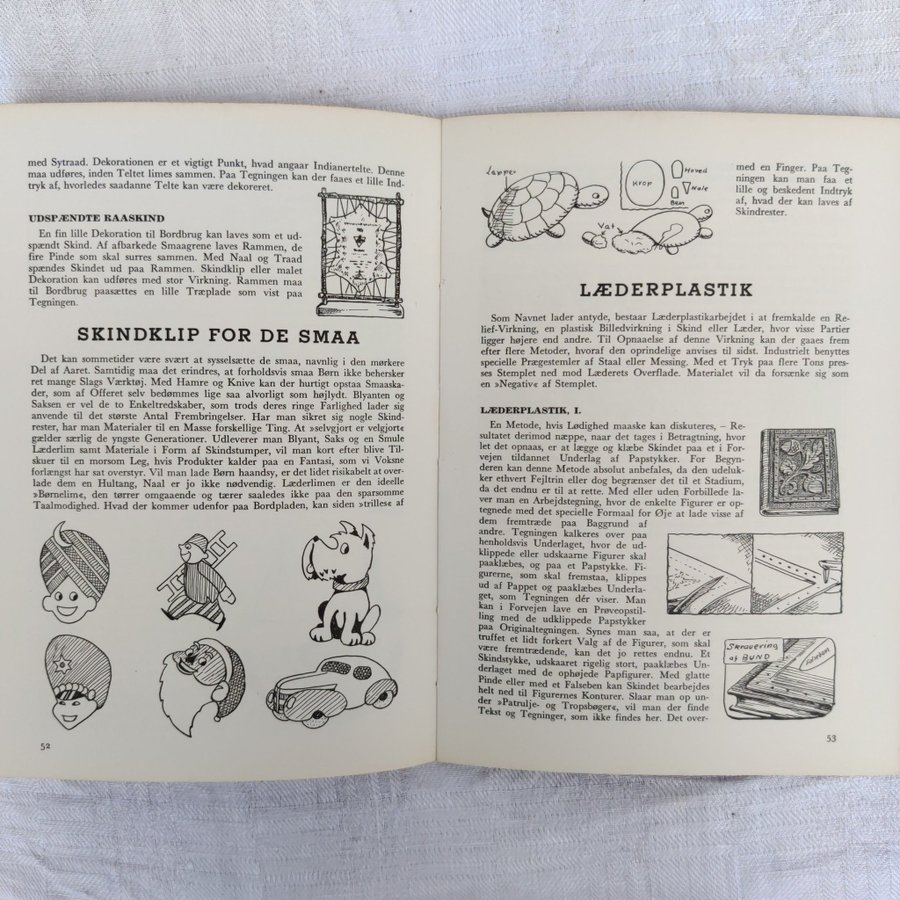 med Sytraad. Dekorationen er et vigtigt Punkt, hvad angaar Indianertelte. Denne
maa udføres, inden Teltet limes sammen. Paa Tegningen kan der faaes et lille Ind-
tryk af, hvorledes saadanne Telte kan være dekoreret.
UDSPÆNDTE RAASKIND
En fin lille Dekoration til Bordbrug kan laves som et ud-
spændt Skind. Af afbarkede Smaagrene laves Rammen, de
fire Pinde som skal surres sammen. Med Naal og Traad
spændes Skindet ud paa Rammen. Skindklip eller malet
Dekoration kan udføres med stor Virkning. Rammen maa
til Bordbrug paasættes en lille Træplade som vist paa
Tegningen.
SKINDKLIP FOR DE SMAA
Det kan sommetider være svært at sysselsætte de smaa, navnlig i den mørkere
Del af Aaret. Samtidig maa det erindres, at forholdsvis smaa Børn ikke behersker
ret mange Slags Værktøj. Med Hamre og Knive kan der hurtigt opstaa Smaaska-
der, som af Offeret selv bedømmes lige saa alvorligt som højlydt. Blyanten og
Saksen er vel de to Enkeltredskaber, som trods deres ringe Farlighed lader sig
anvende til det største Antal Frembringelser. Har man sikret sig nogle Skind-
rester, har man Materialer til en Masse forskellige Ting. At »selvgjort er velgjort«
gælder særlig de yngste Generationer. Udleverer man Blyant, Saks og en Smule
Læderlim samt Materiale i Form af Skindstumper, vil man kort efter blive Til-
skuer til en morsom Leg, hvis Produkter kalder paa en Fantasi, som vi Voksne
forlængst har sat overstyr. Vil man lade Børn haandsy, er det lidet risikabelt at over-
lade dem en Hultang, Naal er jo ikke nødvendig. Læderlimen er den ideelle
»Børnelim«, den tørrer omgaaende og tærer saaledes ikke paa den sparsomme
Taalmodighed. Hvad der kommer udenfor paa Bordpladen, kan siden »trilles« af
52
Lapper
Krop
Hoved
Hale
Ben
Vat
med en Finger. Paa Teg-
ningen kan man faa et
lille og beskedent Indtryk
af, hvad der kan laves af
Skindrester.
LÆDERPLASTIK
Som Navnet lader antyde, bestaar Læderplastikarbejdet i at fremkalde en Re-
lief-Virkning, en plastisk Billedvirkning i Skind eller Læder, hvor visse Partier
ligger højere end andre. Til Opnaaelse af denne Virkning kan der gaaes frem
efter flere Metoder, hvoraf den oprindelige anvises til sidst. Industrielt benyttes
specielle Prægestemler af Staal eller Messing. Med et Tryk paa flere Tons pres-
ses Stemplet ned mod Læderets Overflade. Materialet vil da forsænke sig som
en »Negativ« af Stemplet.
LÆDERPLASTIK, I.
En Metode, hvis Lødighed maaske kan diskuteres, – Re-
sultatet derimod næppe, naar det tages i Betragtning, hvor
let det opnaas, er at lægge og klæbe Skindet paa et i For-
vejen tildannet Underlag af Papstykker. For Begyn-
deren kan denne Metode absolut anbefales, da den udeluk-
ker ethvert Fejltrin eller dog begrænser det til et Stadium,
da det endnu er til at rette. Med eller uden Forbillede la-
ver man en Arbejdstegning, hvor de enkelte Figurer er op-
tegnede med det specielle Formaal for Øje at lade visse af
dem fremtræde paa Baggrund af
andre. Tegningen kalkeres over paa
henholdsvis Underlaget, hvor de ud-
klippede eller udskaarne Figurer skal
paaklæbes, og paa et Papstykke. Fi-
gurerne, som skal fremstaa, klippes
ud af Pappet og paaklæbes Underla-
get, som Tegningen dér viser. Man
kan i Forvejen lave en Prøveopstil-
ling med de udklippede Papstykker
paa Originaltegningen. Synes man saa, at der er
truffet et lidt forkert Valg af de Figurer, som skal
være fremtrædende, kan det jo rettes endnu. Et
Skindstykke, udskaaret rigelig stort, paaklæbes Un-
derlaget med de ophøjede Papfigurer. Med glatte
Pinde eller med et Falseben kan Skindet bearbejdes
helt ned til Figurernes Konturer. Slaar man op un-
der »Patrulje- og Tropsbøger«, vil man der finde
Tekst og Tegninger, som ikke findes her. Det over-
Skravering
af BUND
Falseben
53